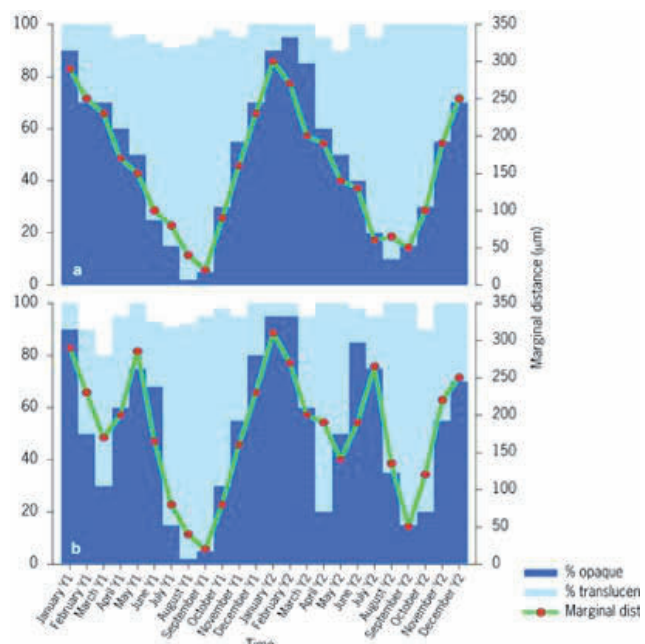 100
80
60
40
20
0
350
300
250
200
150
100
50
0
a
100
80
60
40
20
0
350
300
250
200
150
100
50
0
b
Marginal distance (µm)
January Y1
February Y1
March Y1
April Y1
May Y1
June Y1
July Y1
August Y1
September Y1
October Y1
November Y1
December Y1
January Y2
February Y2
March Y2
April Y2
May Y2
June Y2
July Y2
August Y2
September Y2
October Y2
November Y2
December Y2
% opaque
% translucen
Marginal dist